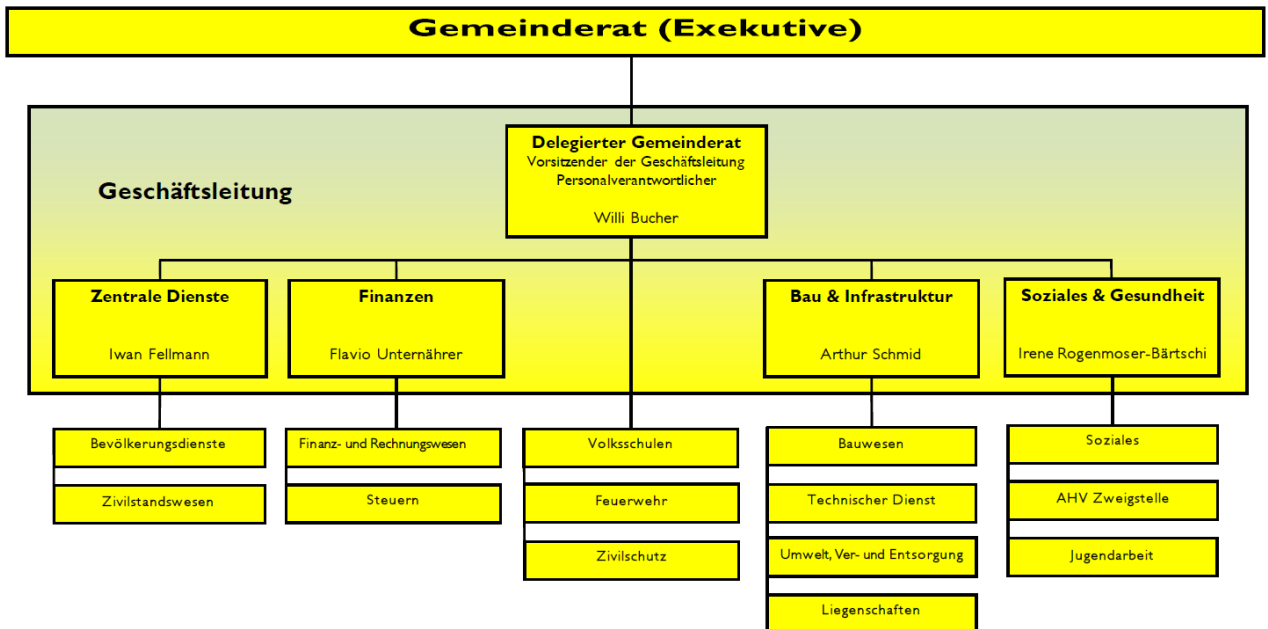 Gemeinderat (Exekutive)
Geschäftsleitung
Delegierter Gemeinderat
Vorsitzender der Geschäftsleitung
Personalverantwortlicher
Willi Bucher
Zentrale Dienste
Iwan Fellmann
Finanzen
Flavio Unternährer
Bau & Infrastruktur
Arthur Schmid
Soziales & Gesundheit
Irene Rogenmoser-Bärtschi
Bevölkerungsdienste
Zivilstandswesen
Finanz- und Rechnungswesen
Steuern
Volksschulen
Feuerwehr
Zivilschutz
Bauwesen
Technischer Dienst
Umwelt, Ver- und Entsorgung
Liegenschaften
Soziales
AHV Zweigstelle
Jugendarbeit